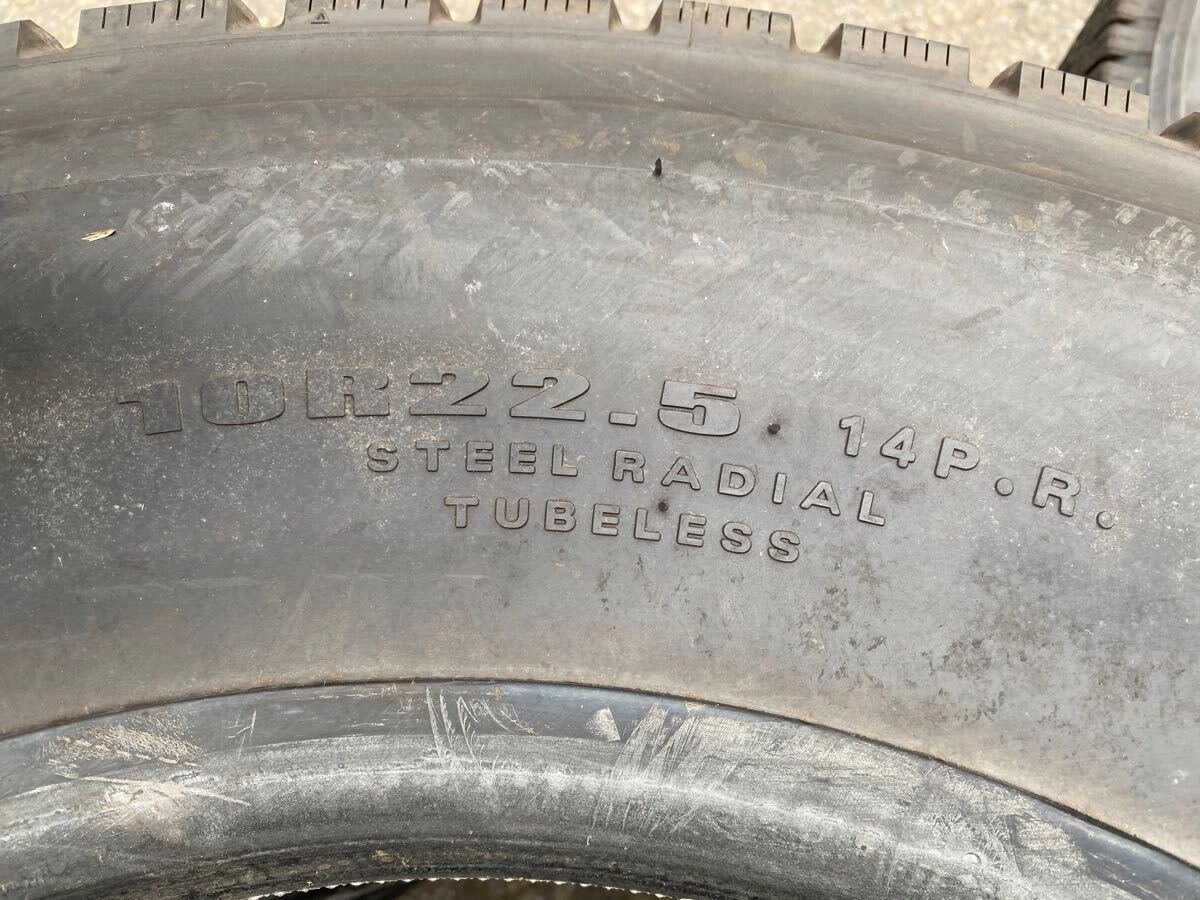 10R22.5 14P.R.
STEEL RADIAL
TUBELESS